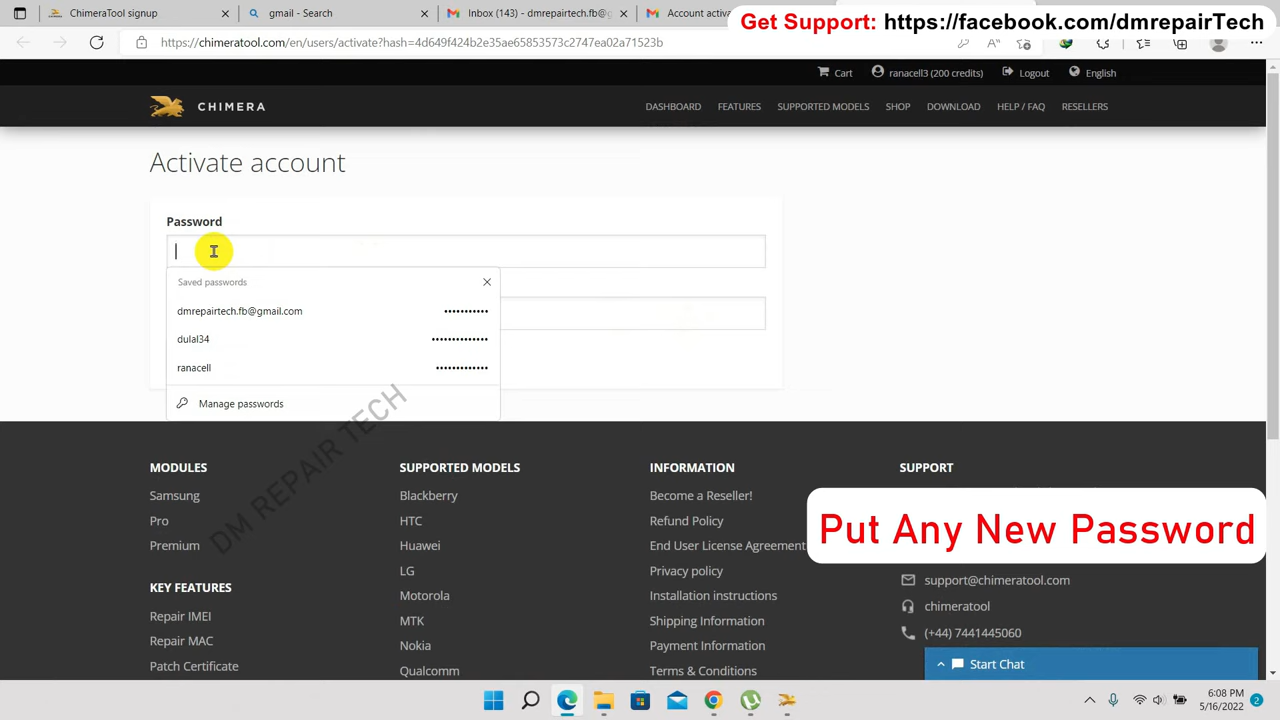 ChimeraTool signup
gmail - Search
Inbox (143) - dmrepairtech.fb@g
Account activ
Get Support: https://facebook.com/dmrepairTech
https://chimeratool.com/en/users/activate?hash=4d649f4b2e35ae65853573c2747ea02a71523b
Cart
ranacell3 (200 credits)
Logout
English
CHIMERA
DASHBOARD
FEATURES
SUPPORTED MODELS
SHOP
DOWNLOAD
HELP / FAQ
RESELLERS
Activate account
Password
Saved passwords
dmrepairtech.fb@gmail.com
dulal34
ranacell
Manage passwords
DM REPAIR TECH
MODULES
Samsung
Pro
Premium
KEY FEATURES
Repair IMEI
Repair MAC
Patch Certificate
SUPPORTED MODELS
Blackberry
HTC
Huawei
LG
Motorola
MTK
Nokia
Qualcomm
INFORMATION
Become a Reseller!
Refund Policy
End User License Agreement
Privacy policy
Installation instructions
Shipping Information
Payment Information
Terms & Conditions
SUPPORT
Put Any New Password
support@chimeratool.com
chimeratool
(+44) 7441445060
Start Chat
6:08 PM
5/16/2022
2